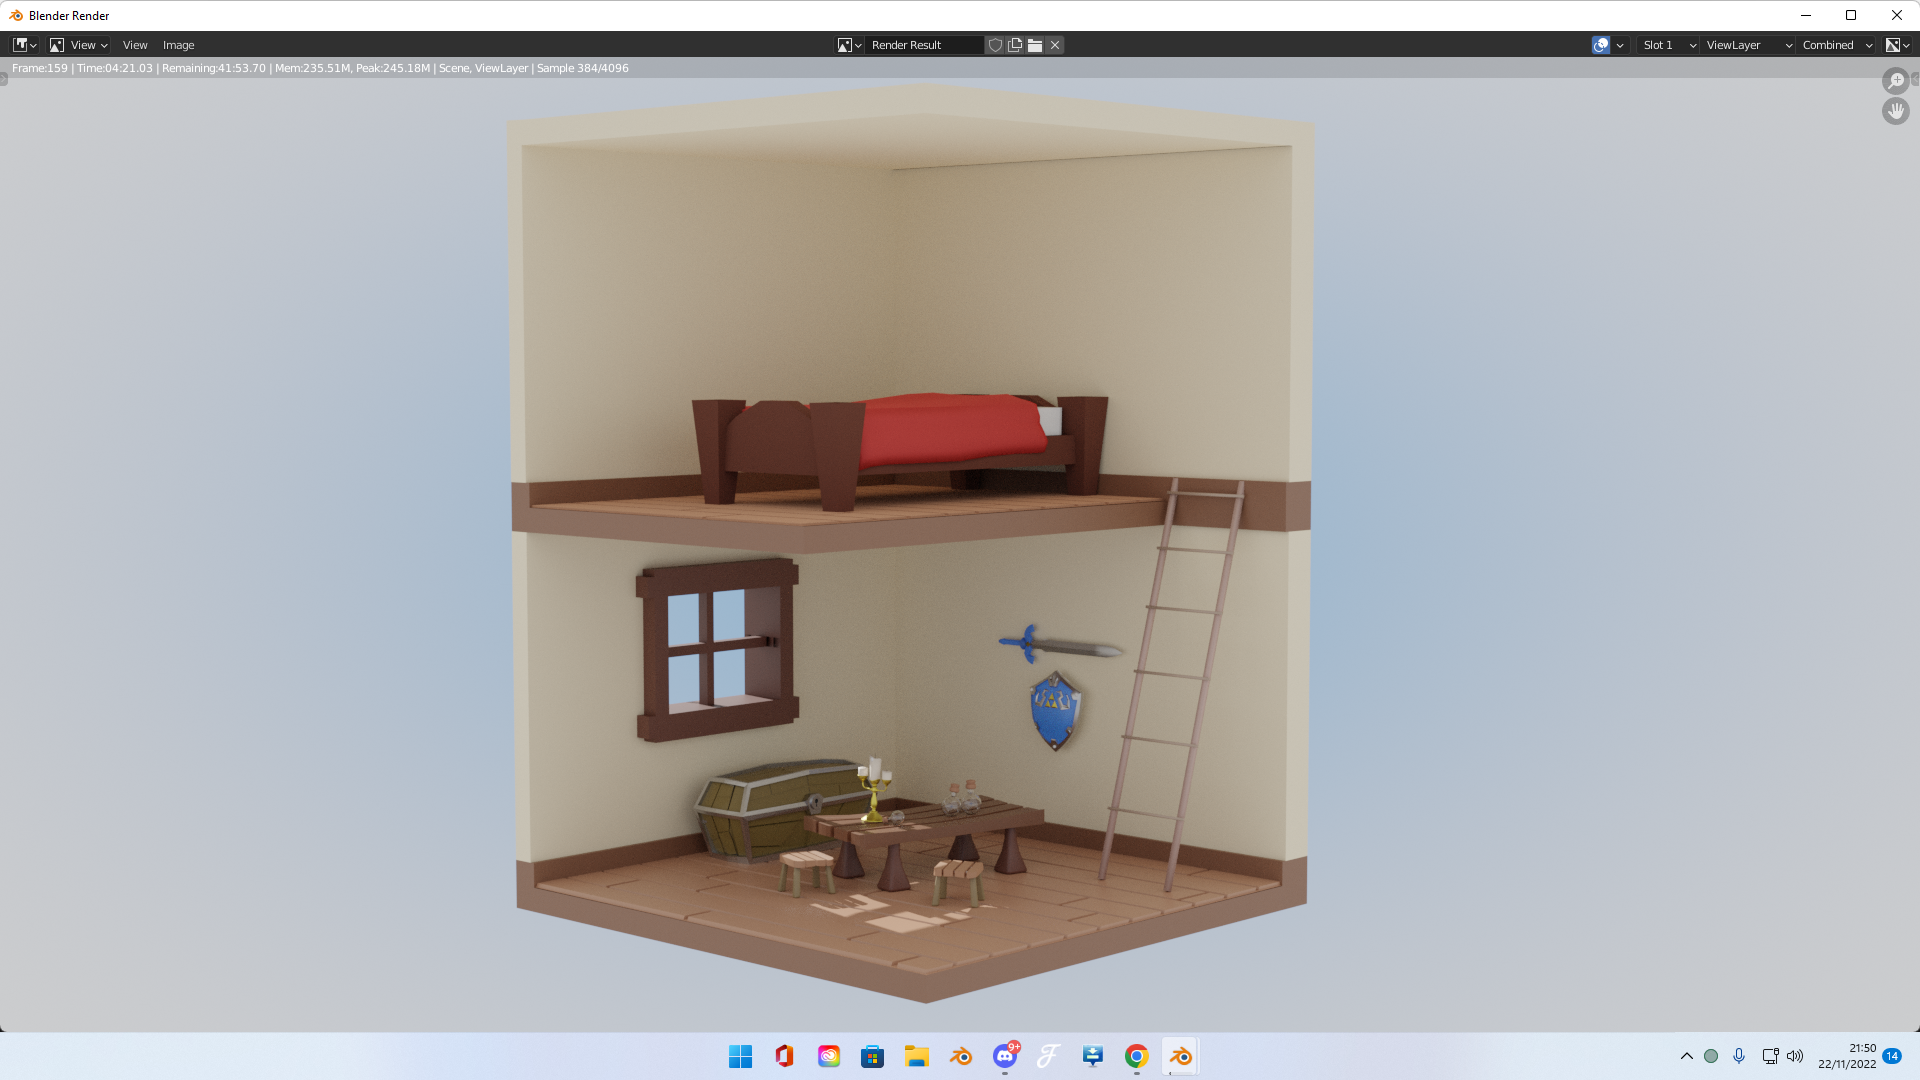 Blender Render
View View Image Render Result Slot 1 ViewLayer Combined
Frame:159 | Time:04:21.03 | Remaining:41:53.70 | Mem:235.51M, Peak:245.18M | Scene, ViewLayer | Sample 384/4096
9+
21:50
22/11/2022
14